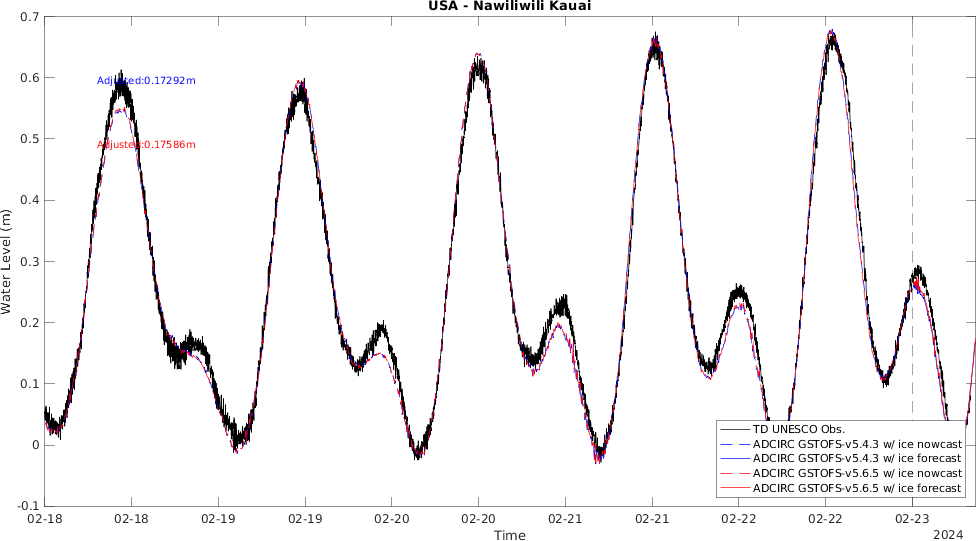 USA - Nawiliwili Kauai
0.7
0.6
0.5
0.4
0.3
0.2
0.1
0
-0.1
Water Level (m)
Adjusted:0.17292m
Adjusted:0.17586m
TD UNESCO Obs.
ADCIRC GSTOFS-v5.4.3 w/ ice nowcast
ADCIRC GSTOFS-v5.4.3 w/ ice forecast
ADCIRC GSTOFS-v5.6.5 w/ ice nowcast
ADCIRC GSTOFS-v5.6.5 w/ ice forecast
02-18 02-18 02-19 02-19 02-20 02-20 02-21 02-21 02-22 02-22 02-23
Time
2024